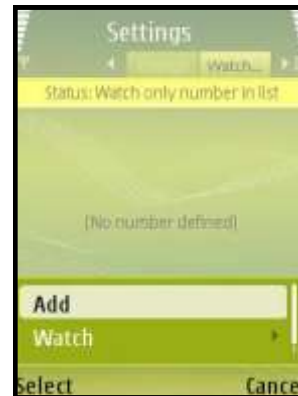 Settings
Watch...
Status: Watch only number in list
(No number defined)
Add
Watch
Select Cance